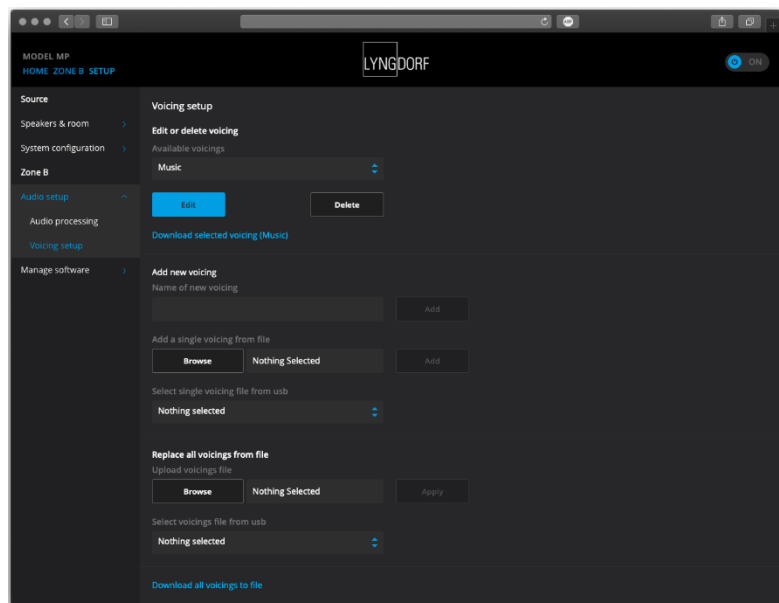 MODEL MP
HOME ZONE B SETUP
LYNGDORF
ON
Source
Speakers & room
System configuration
Zone B
Audio setup
Audio processing
Voicing setup
Manage software
Voicing setup
Edit or delete voicing
Available voicings
Music
Edit
Delete
Download selected voicing (Music)
Add new voicing
Name of new voicing
Add
Add a single voicing from file
Browse Nothing Selected Add
Select single voicing file from usb
Nothing selected
Replace all voicings from file
Upload voicings file
Browse Nothing Selected Apply
Select voicings file from usb
Nothing selected
Download all voicings to file